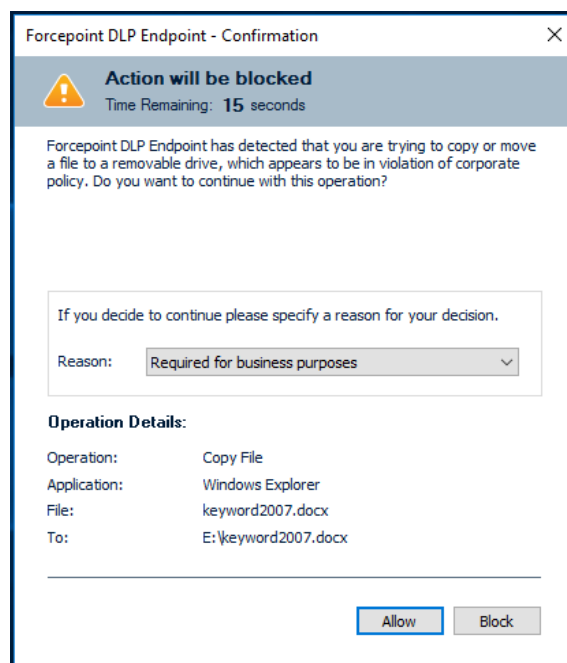 Forcepoint DLP Endpoint - Confirmation
Action will be blocked
Time Remaining: 15 seconds
Forcepoint DLP Endpoint has detected that you are trying to copy or move
a file to a removable drive, which appears to be in violation of corporate
policy. Do you want to continue with this operation?
If you decide to continue please specify a reason for your decision.
Reason: Required for business purposes
Operation Details:
Operation: Copy File
Application: Windows Explorer
File: keyword2007.docx
To: E:\keyword2007.docx
Allow Block